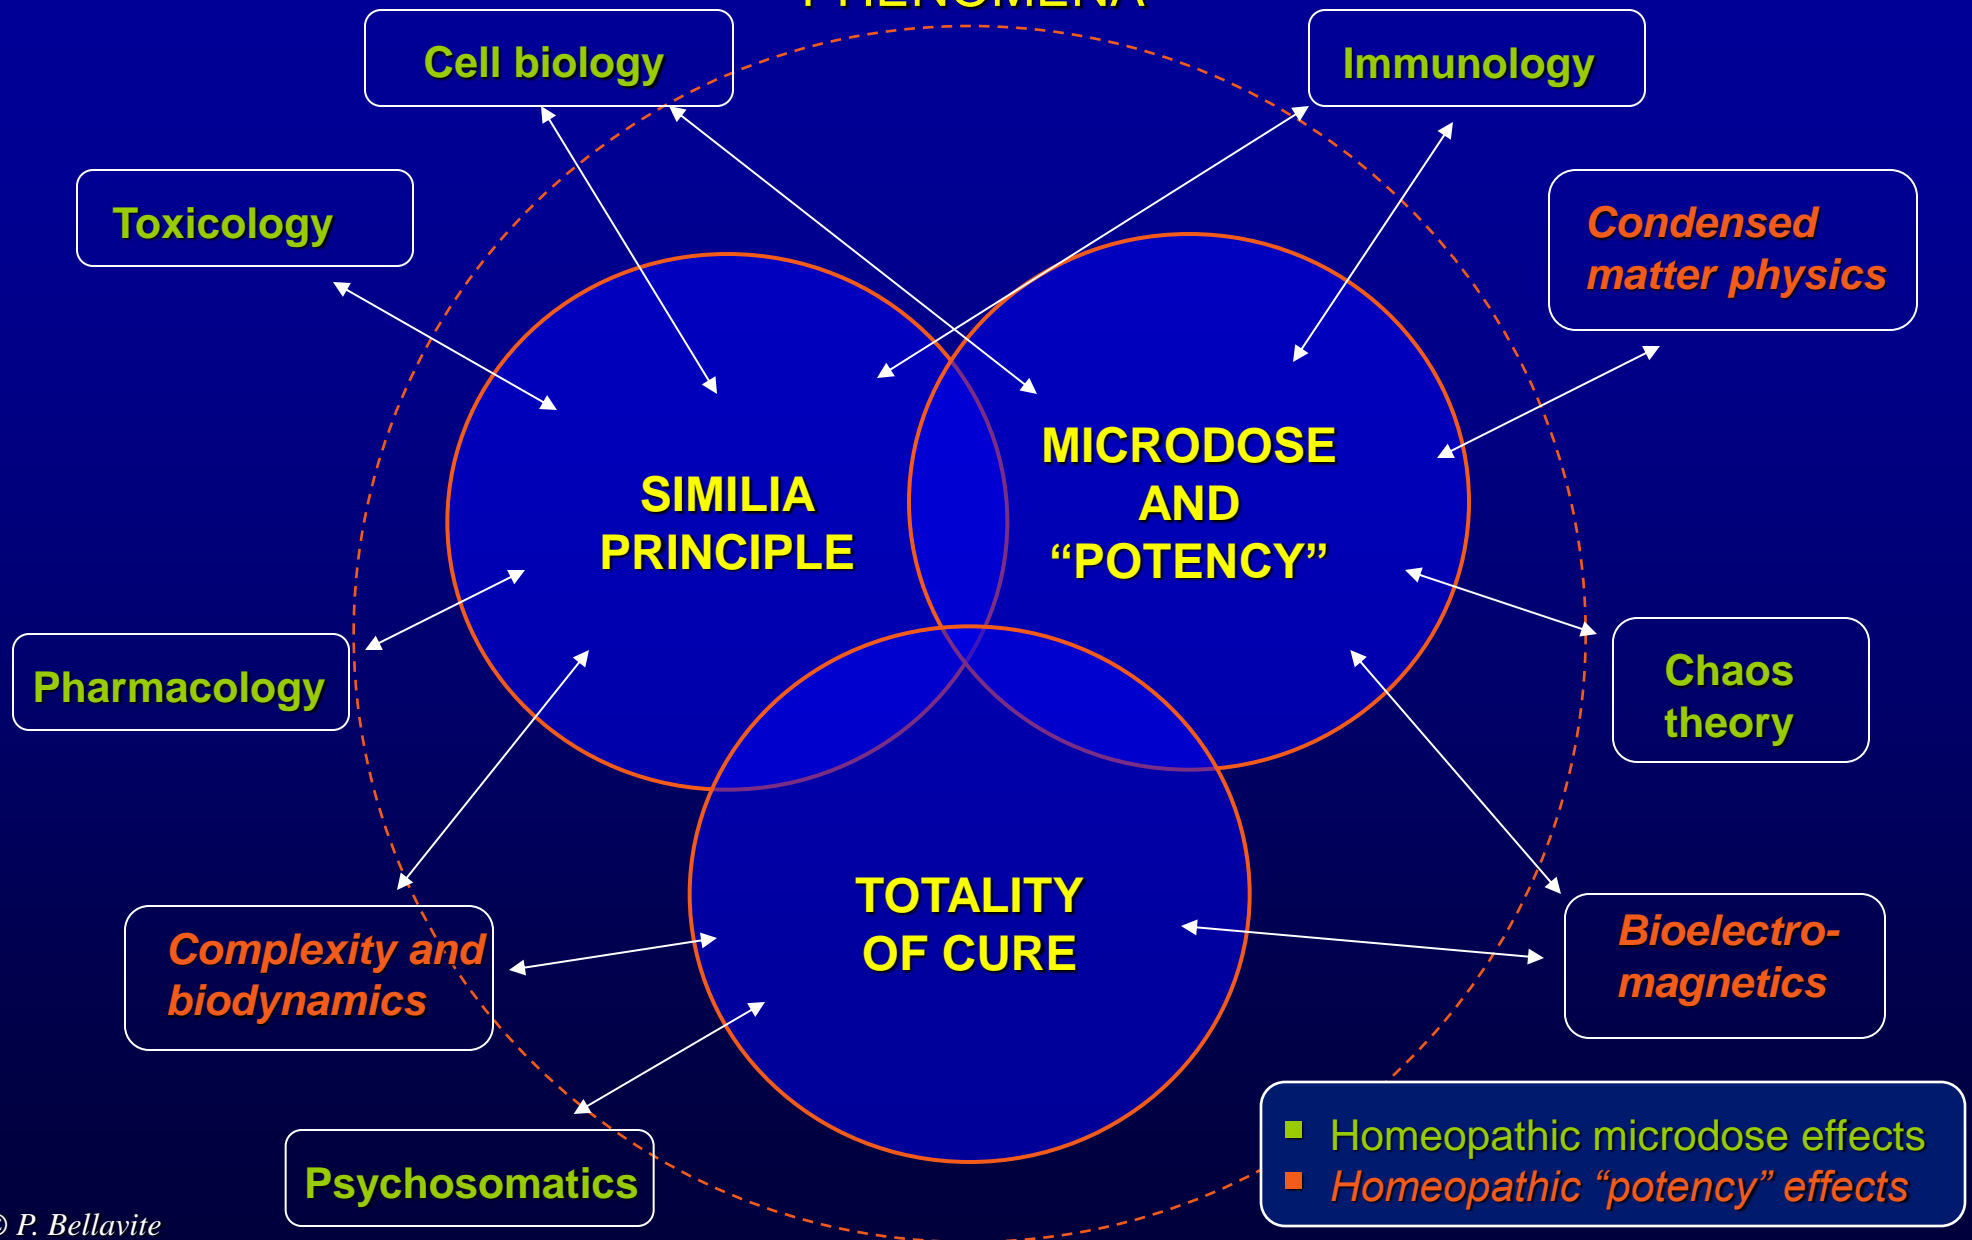 PHENOMENA
Cell biology
Immunology
Toxicology
Condensed
matter physics
SIMILIA
PRINCIPLE
MICRODOSE
AND
“POTENCY”
Pharmacology
Chaos
theory
TOTALITY
OF CURE
Complexity and
biodynamics
Bioelectro-
magnetics
Psychosomatics
Homeopathic microdose effects
Homeopathic “potency” effects
© P. Bellavite